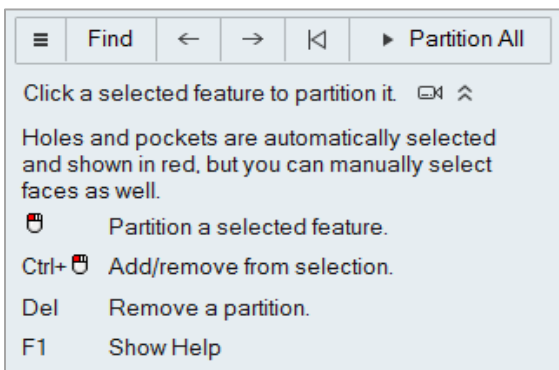 Find Partition All
Click a selected feature to partition it.
Holes and pockets are automatically selected
and shown in red, but you can manually select
faces as well.
Partition a selected feature.
Ctrl+ Add/remove from selection.
Del Remove a partition.
F1 Show Help